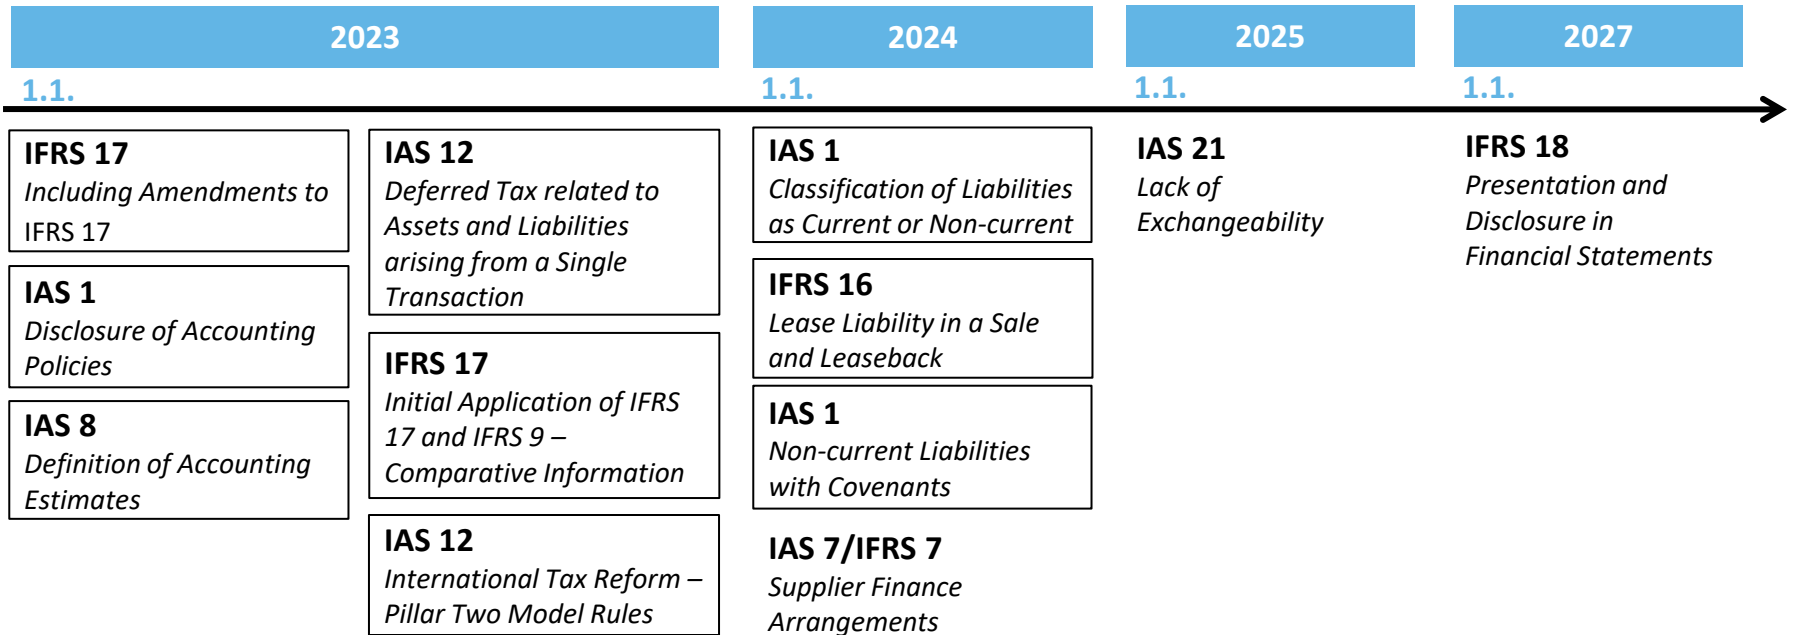 2023
2024
2025
2027
1.1.
1.1.
1.1.
1.1.
IFRS 17
Including Amendments to
IFRS 17
IAS 1
Disclosure of Accounting
Policies
IAS 8
Definition of Accounting
Estimates
IAS 12
Deferred Tax related to
Assets and Liabilities
arising from a Single
Transaction
IFRS 17
Initial Application of IFRS
17 and IFRS 9 –
Comparative Information
IAS 12
International Tax Reform –
Pillar Two Model Rules
IAS 1
Classification of Liabilities
as Current or Non-current
IFRS 16
Lease Liability in a Sale
and Leaseback
IAS 1
Non-current Liabilities
with Covenants
IAS 7/IFRS 7
Supplier Finance
Arrangements
IAS 21
Lack of
Exchangeability
IFRS 18
Presentation and
Disclosure in
Financial Statements